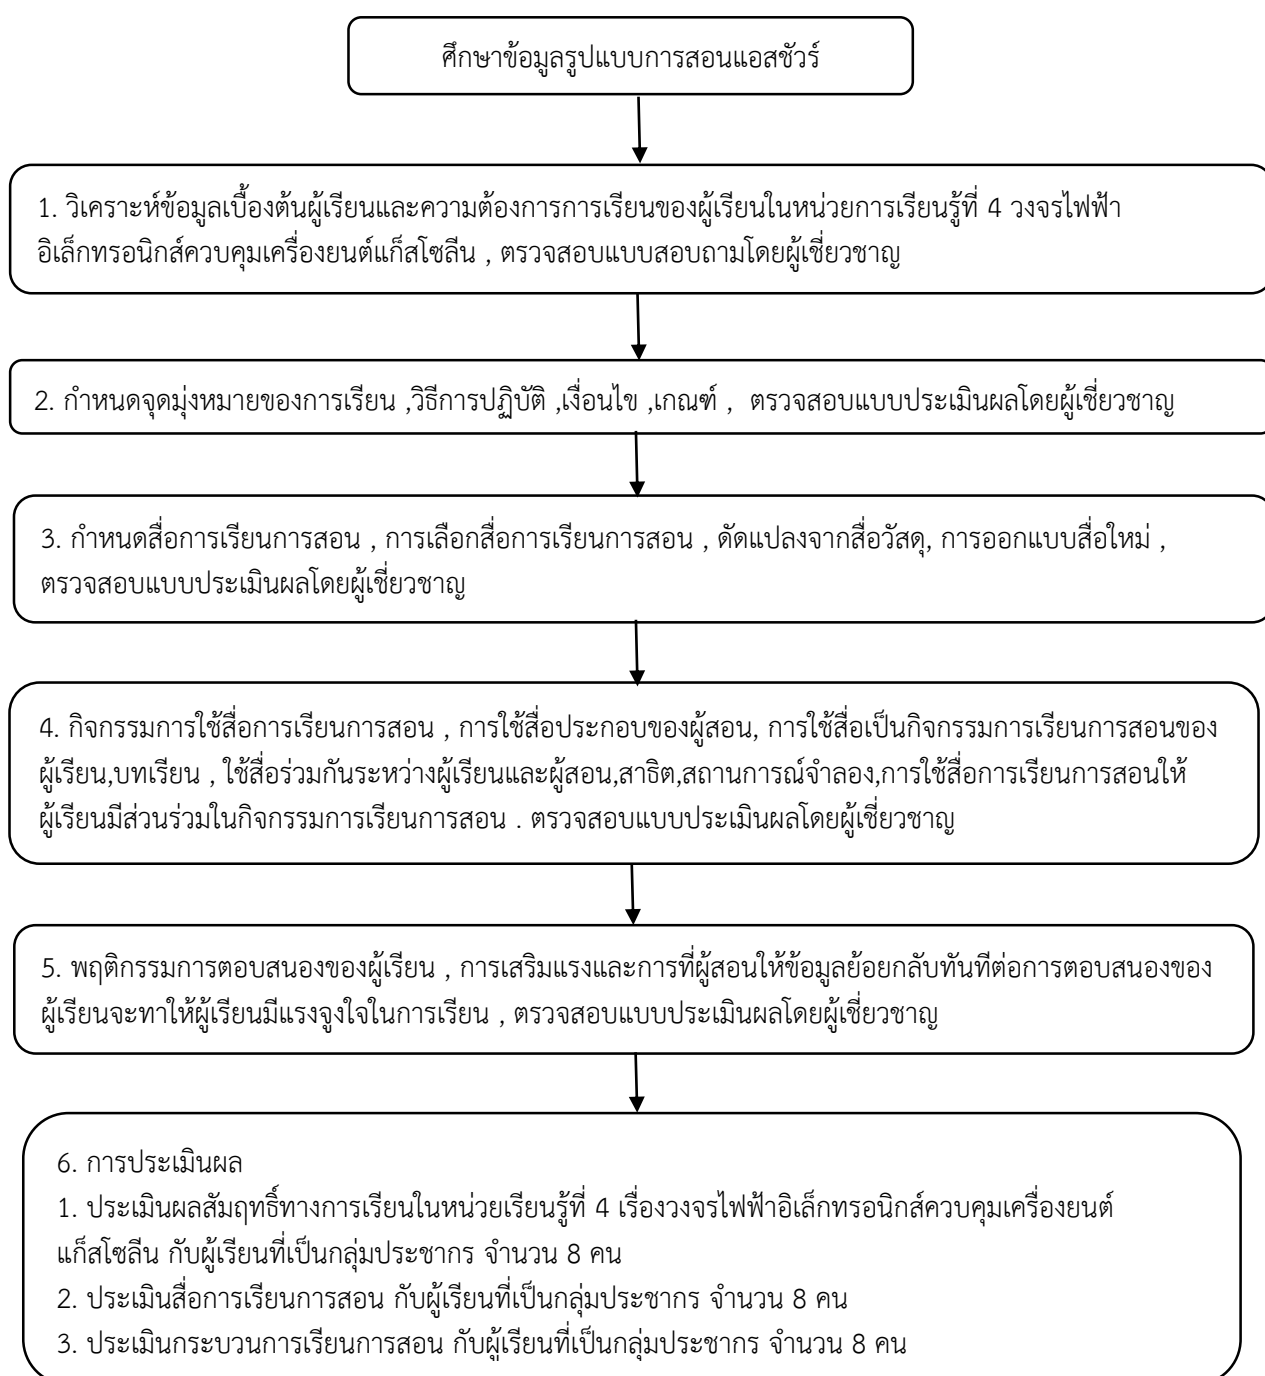 ศึกษาข้อมูลรูปแบบการสอนแอสชัวร์
1. วิเคราะห์ข้อมูลเบื้องต้นผู้เรียนและความต้องการการเรียนของผู้เรียนในหน่วยการเรียนรู้ที่ 4 วงจรไฟฟ้า
อิเล็กทรอนิกส์ควบคุมเครื่องยนต์แก็สโซลีน , ตรวจสอบแบบสอบถามโดยผู้เชี่ยวชาญ
2. กำหนดจุดมุ่งหมายของการเรียน ,วิธีการปฏิบัติ ,เงื่อนไข ,เกณฑ์ , ตรวจสอบแบบประเมินผลโดยผู้เชี่ยวชาญ
3. กำหนดสื่อการเรียนการสอน , การเลือกสื่อการเรียนการสอน , ดัดแปลงจากสื่อวัสดุ, การออกแบบสื่อใหม่ ,
ตรวจสอบแบบประเมินผลโดยผู้เชี่ยวชาญ
4. กิจกรรมการใช้สื่อการเรียนการสอน , การใช้สื่อประกอบของผู้สอน, การใช้สื่อเป็นกิจกรรมการเรียนการสอนของ
ผู้เรียน,บทเรียน , ใช้สื่อร่วมกันระหว่างผู้เรียนและผู้สอน,สาธิต,สถานการณ์จำลอง,การใช้สื่อการเรียนการสอนให้
ผู้เรียนมีส่วนร่วมในกิจกรรมการเรียนการสอน . ตรวจสอบแบบประเมินผลโดยผู้เชี่ยวชาญ
5. พฤติกรรมการตอบสนองของผู้เรียน , การเสริมแรงและการที่ผู้สอนให้ข้อมูลย้อยกลับทันทีต่อการตอบสนองของ
ผู้เรียนจะทาให้ผู้เรียนมีแรงจูงใจในการเรียน , ตรวจสอบแบบประเมินผลโดยผู้เชี่ยวชาญ
6. การประเมินผล
1. ประเมินผลสัมฤทธิ์ทางการเรียนในหน่วยเรียนรู้ที่ 4 เรื่องวงจรไฟฟ้าอิเล็กทรอนิกส์ควบคุมเครื่องยนต์
แก็สโซลีน กับผู้เรียนที่เป็นกลุ่มประชากร จำนวน 8 คน
2. ประเมินสื่อการเรียนการสอน กับผู้เรียนที่เป็นกลุ่มประชากร จำนวน 8 คน
3. ประเมินกระบวนการเรียนการสอน กับผู้เรียนที่เป็นกลุ่มประชากร จำนวน 8 คน